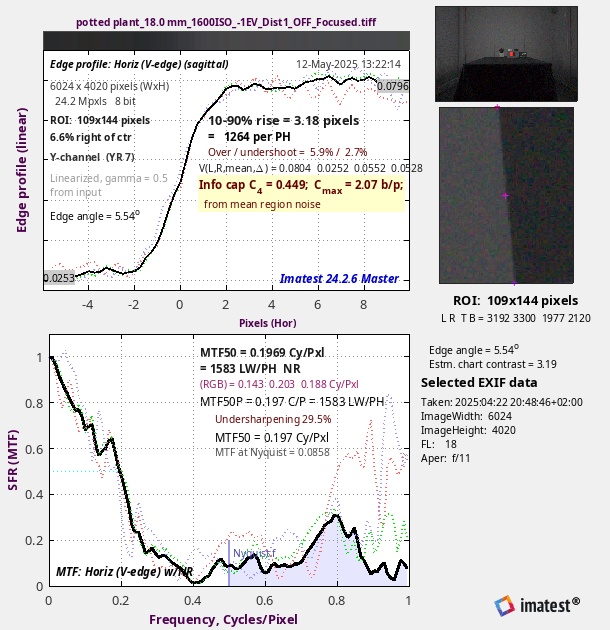 potted plant_18.0 mm_1600ISO_-1EV_Dist1_OFF_Focused.tiff
Edge profile: Horiz (V-edge) (sagittal)
12-May-2025 13:22:14
6024 x 4020 pixels (WxH)
24.2 Mpxls   8 bit
0.0796
ROI:  109x144 pixels
6.6% right of ctr
Y-channel  (YR 7)
Linearized, gamma = 0.5
from input
Edge angle = 5.54o
10-90% rise = 3.18 pixels
=   1264 per PH
Over / undershoot =  5.9% /  2.7%
V(L,R,mean,Δ) = 0.0804  0.0252  0.0552  0.0528
Info cap C4 = 0.449;  Cmax = 2.07 b/p;
from mean region noise
Edge profile (linear)
0.0253
Imatest 24.2.6 Master
-4 -2 0 2 4 6 8
Pixels (Hor)
ROI:  109x144 pixels
L R  T B = 3192 3300  1977 2120
MTF50 = 0.1969 Cy/Pxl
= 1583 LW/PH  NR
(RGB) = 0.143  0.203  0.188 Cy/Pxl
MTF50P = 0.197 C/P = 1583 LW/PH
Undersharpening 29.5%
MTF50 = 0.197 Cy/Pxl
MTF at Nyquist = 0.0858
Edge angle = 5.54o
Estm. chart contrast = 3.19
Selected EXIF data
Taken: 2025:04:22 20:48:46+02:00
ImageWidth:  6024
ImageHeight:  4020
FL:   18
Aper:  f/11
SFR (MTF)
1
0.8
0.6
0.4
0.2
0
Nyquist f
MTF: Horiz (V-edge) w/NR
0 0.2 0.4 0.6 0.8 1
Frequency, Cycles/Pixel
imatest®